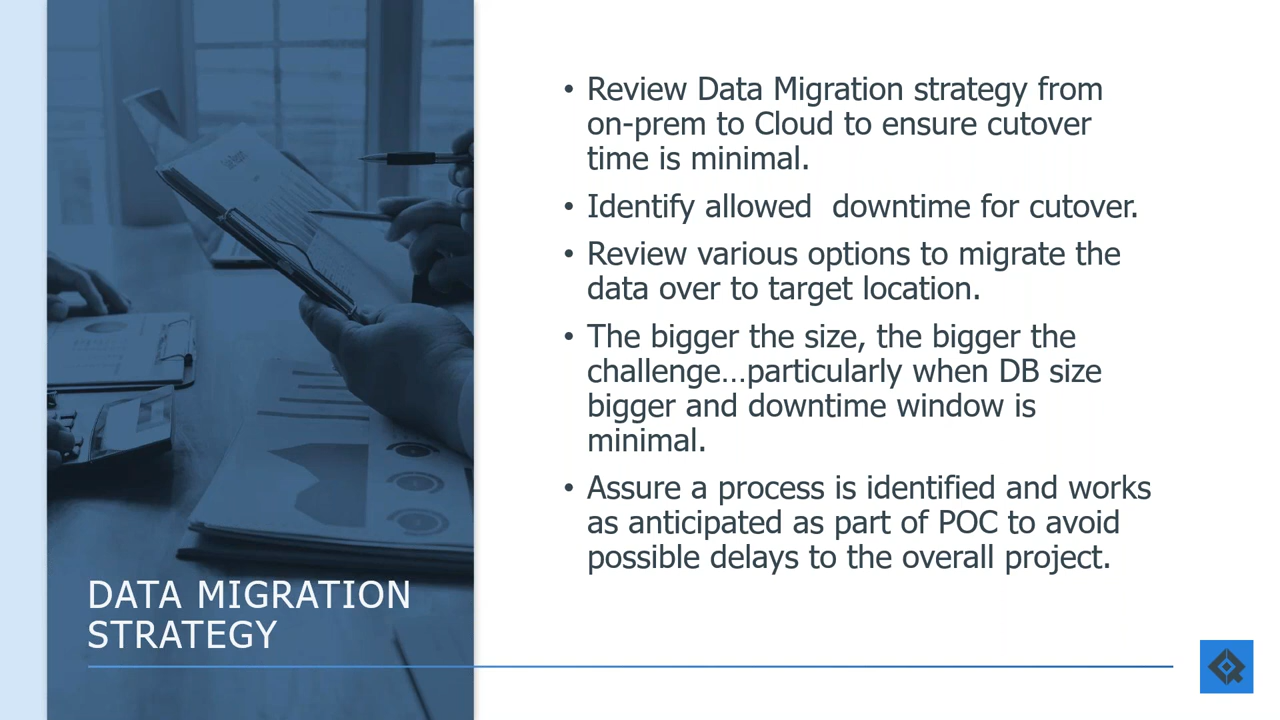 • Review Data Migration strategy from
on-prem to Cloud to ensure cutover
time is minimal.
• Identify allowed  downtime for cutover.
• Review various options to migrate the
data over to target location.
• The bigger the size, the bigger the
challenge...particularly when DB size
bigger and downtime window is
minimal.
• Assure a process is identified and works
as anticipated as part of POC to avoid
possible delays to the overall project.
DATA MIGRATION
STRATEGY